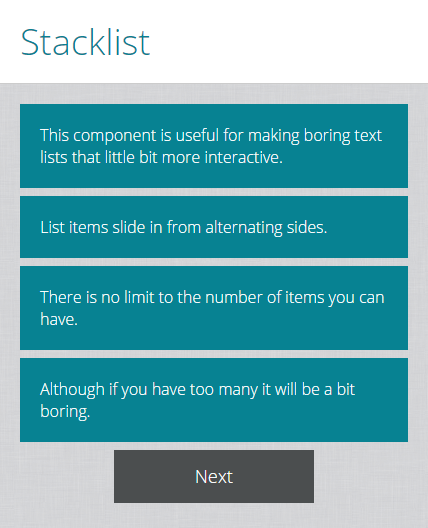 Stacklist
This component is useful for making boring text
lists that little bit more interactive.
List items slide in from alternating sides.
There is no limit to the number of items you can
have.
Although if you have too many it will be a bit
boring.
Next